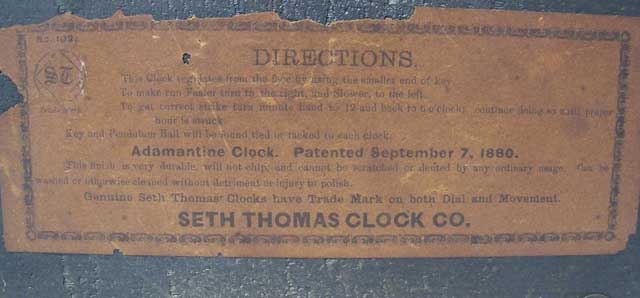 No. 102.
DIRECTIONS.
This Clock regulates from the face by using the smaller end of key.
To make run Faster turn to the right, and Slower, to the left.
To get correct strike turn minute hand to 12 and back to 8 o'clock; continue doing so until proper
hour is struck.
Key and Pendulum Ball will be found tied or tacked to each clock.
Adamantine Clock. Patented September 7, 1880.
This finish is very durable, will not chip, and cannot be scratched or dented by any ordinary usage. Can be
washed or otherwise cleaned without detriment or injury to polish.
Genuine Seth Thomas' Clocks have Trade Mark on both Dial and Movement.
SETH THOMAS CLOCK CO.